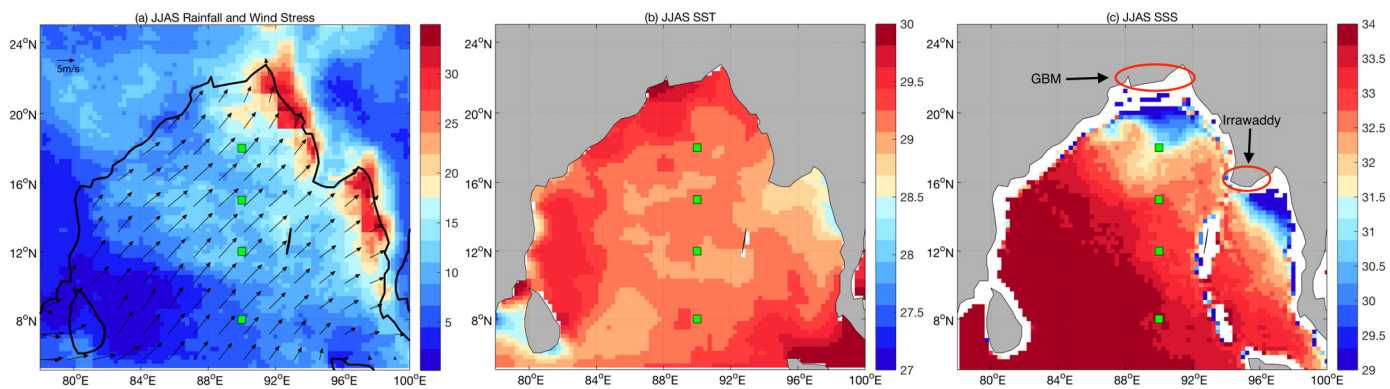 (a) JJAS Rainfall and Wind Stress
24°N
20°N
16°N
12°N
8°N
5m/s
80°E
84°E
88°E
92°E
96°E
100°E
30
25
20
15
10
5
(b) JJAS SST
24°N
20°N
16°N
12°N
8°N
80°E
84°E
88°E
92°E
96°E
100°E
30
29.5
29
28.5
28
27.5
27
(c) JJAS SSS
24°N
20°N
16°N
12°N
8°N
GBM
Irrawaddy
80°E
84°E
88°E
92°E
96°E
100°E
34
33.5
33
32.5
32
31.5
31
30.5
30
29.5
29